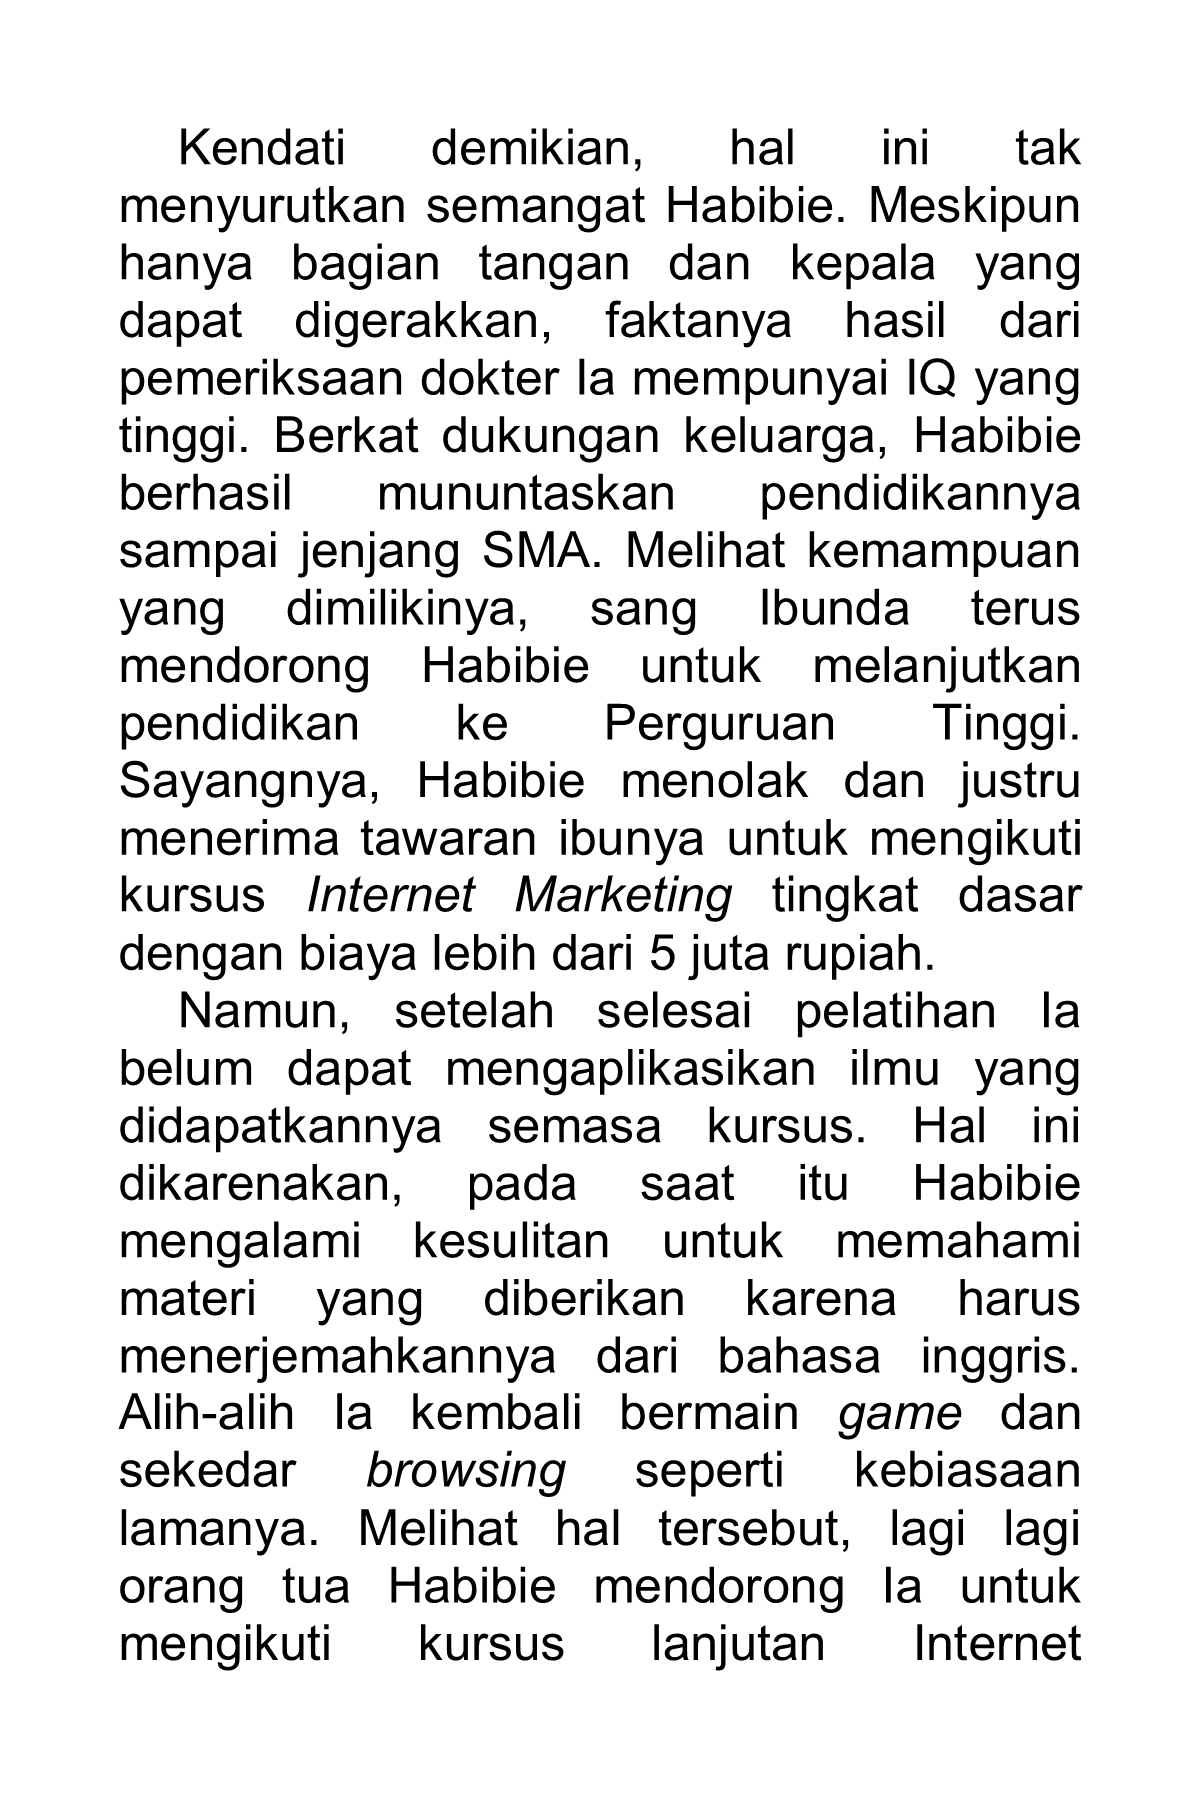 Kendati demikian, hal ini tak
menyurutkan semangat Habibie. Meskipun
hanya bagian tangan dan kepala yang
dapat digerakkan, faktanya hasil dari
pemeriksaan dokter Ia mempunyai IQ yang
tinggi. Berkat dukungan keluarga, Habibie
berhasil mununtaskan pendidikannya
sampai jenjang SMA. Melihat kemampuan
yang dimilikinya, sang Ibunda terus
mendorong Habibie untuk melanjutkan
pendidikan ke Perguruan Tinggi.
Sayangnya, Habibie menolak dan justru
menerima tawaran ibunya untuk mengikuti
kursus Internet Marketing tingkat dasar
dengan biaya lebih dari 5 juta rupiah.
Namun, setelah selesai pelatihan Ia
belum dapat mengaplikasikan ilmu yang
didapatkannya semasa kursus. Hal ini
dikarenakan, pada saat itu Habibie
mengalami kesulitan untuk memahami
materi yang diberikan karena harus
menerjemahkannya dari bahasa inggris.
Alih-alih Ia kembali bermain game dan
sekedar browsing seperti kebiasaan
lamanya. Melihat hal tersebut, lagi lagi
orang tua Habibie mendorong Ia untuk
mengikuti kursus lanjutan Internet